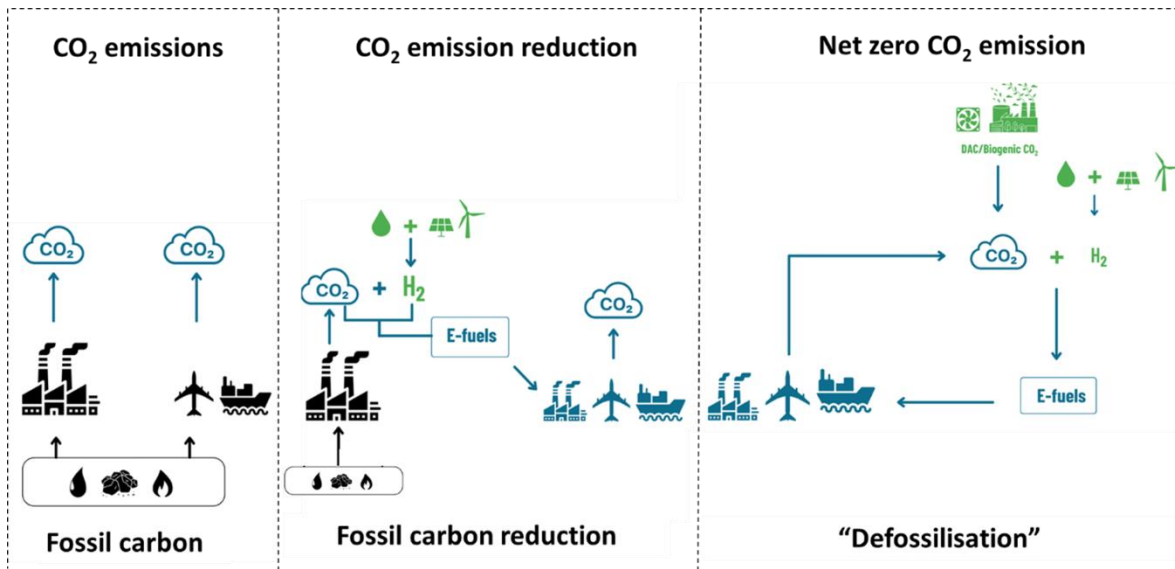 CO₂ emissions
CO₂
CO₂
Fossil carbon
CO₂ emission reduction
CO₂ + H₂
E-fuels
CO₂
Fossil carbon reduction
Net zero CO₂ emission
DAC/Biogenic CO₂
+
CO₂ + H₂
E-fuels
“Defossilisation”